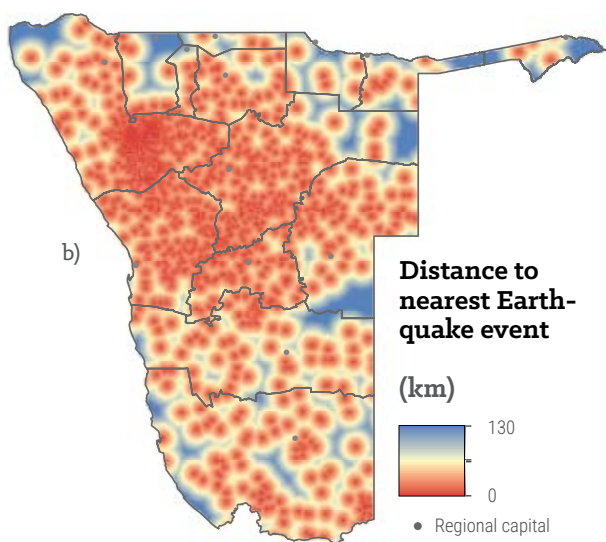 b)
Distance to
nearest Earth-
quake event
(km)
130
0
Regional capital